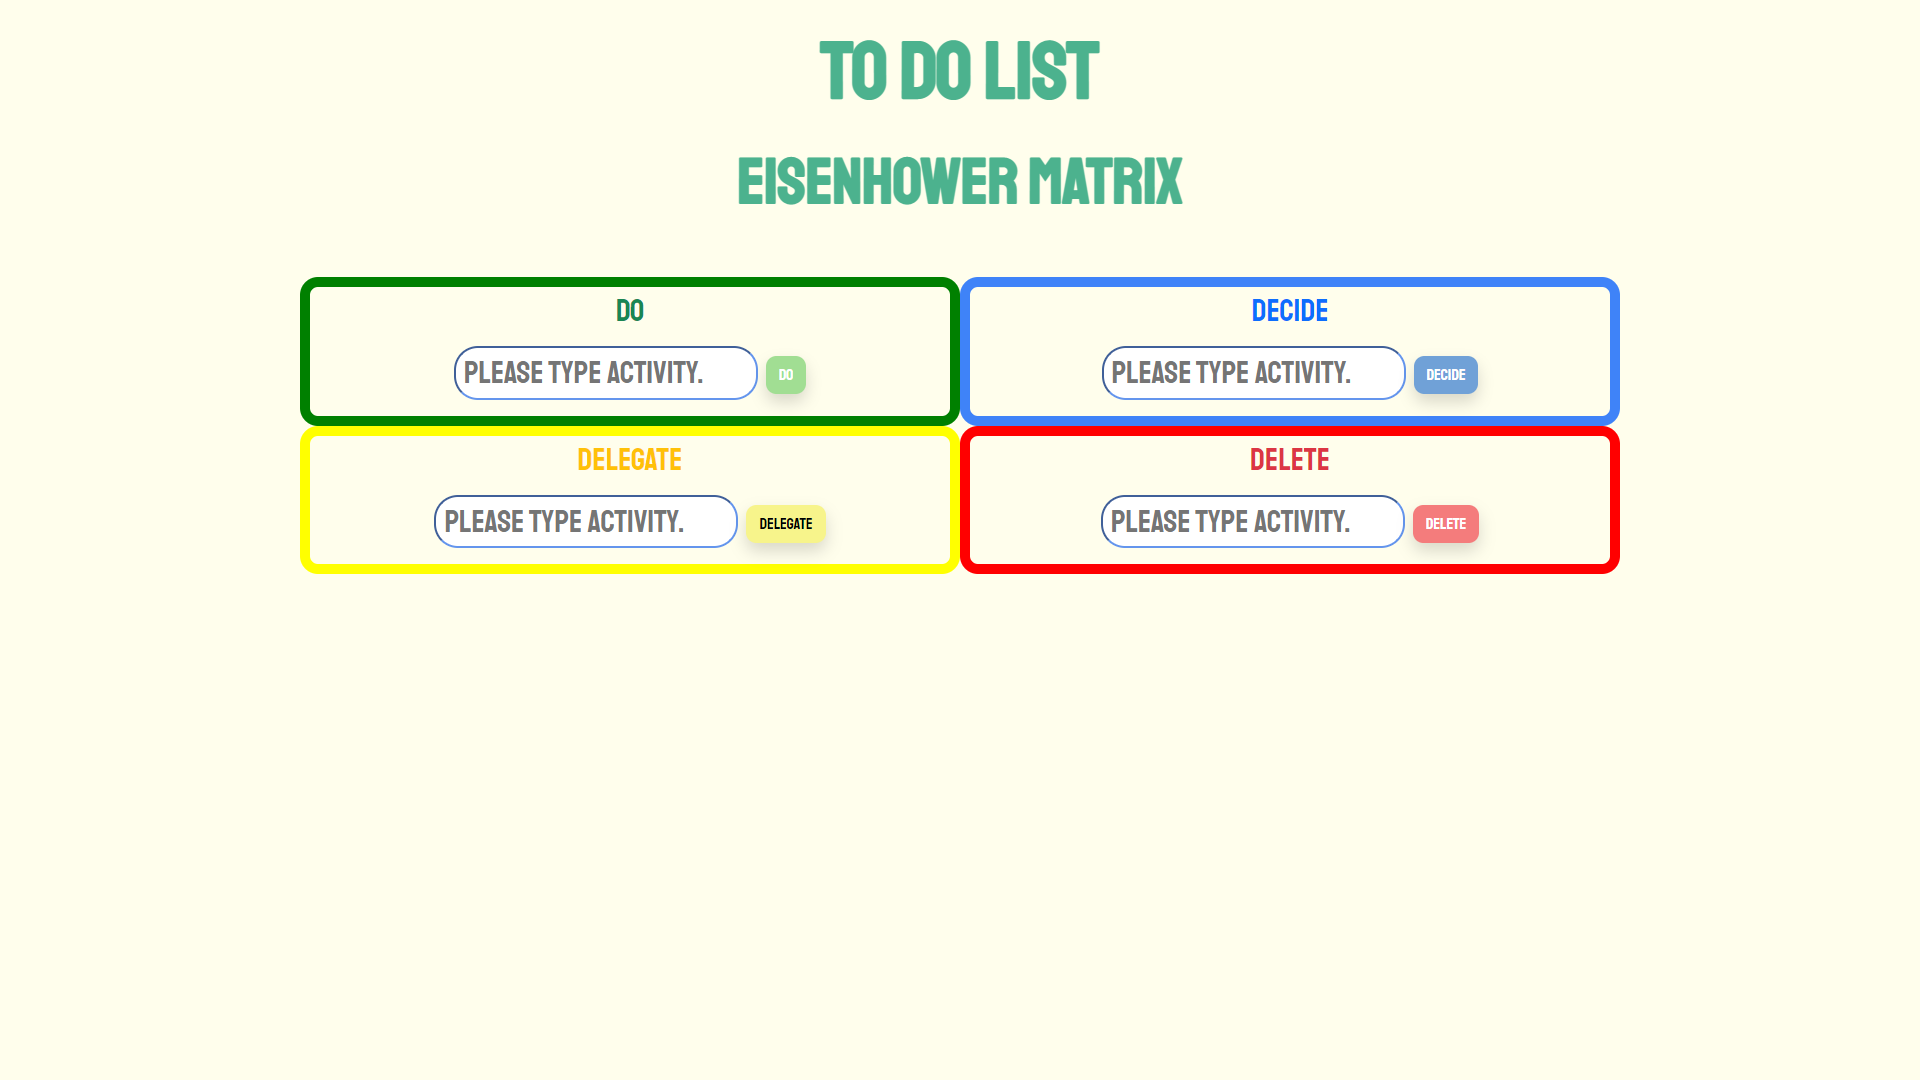 TO DO LIST
EISENHOWER MATRIX
DO
PLEASE TYPE ACTIVITY.
DO
DECIDE
PLEASE TYPE ACTIVITY.
DECIDE
DELEGATE
PLEASE TYPE ACTIVITY.
DELEGATE
DELETE
PLEASE TYPE ACTIVITY.
DELETE